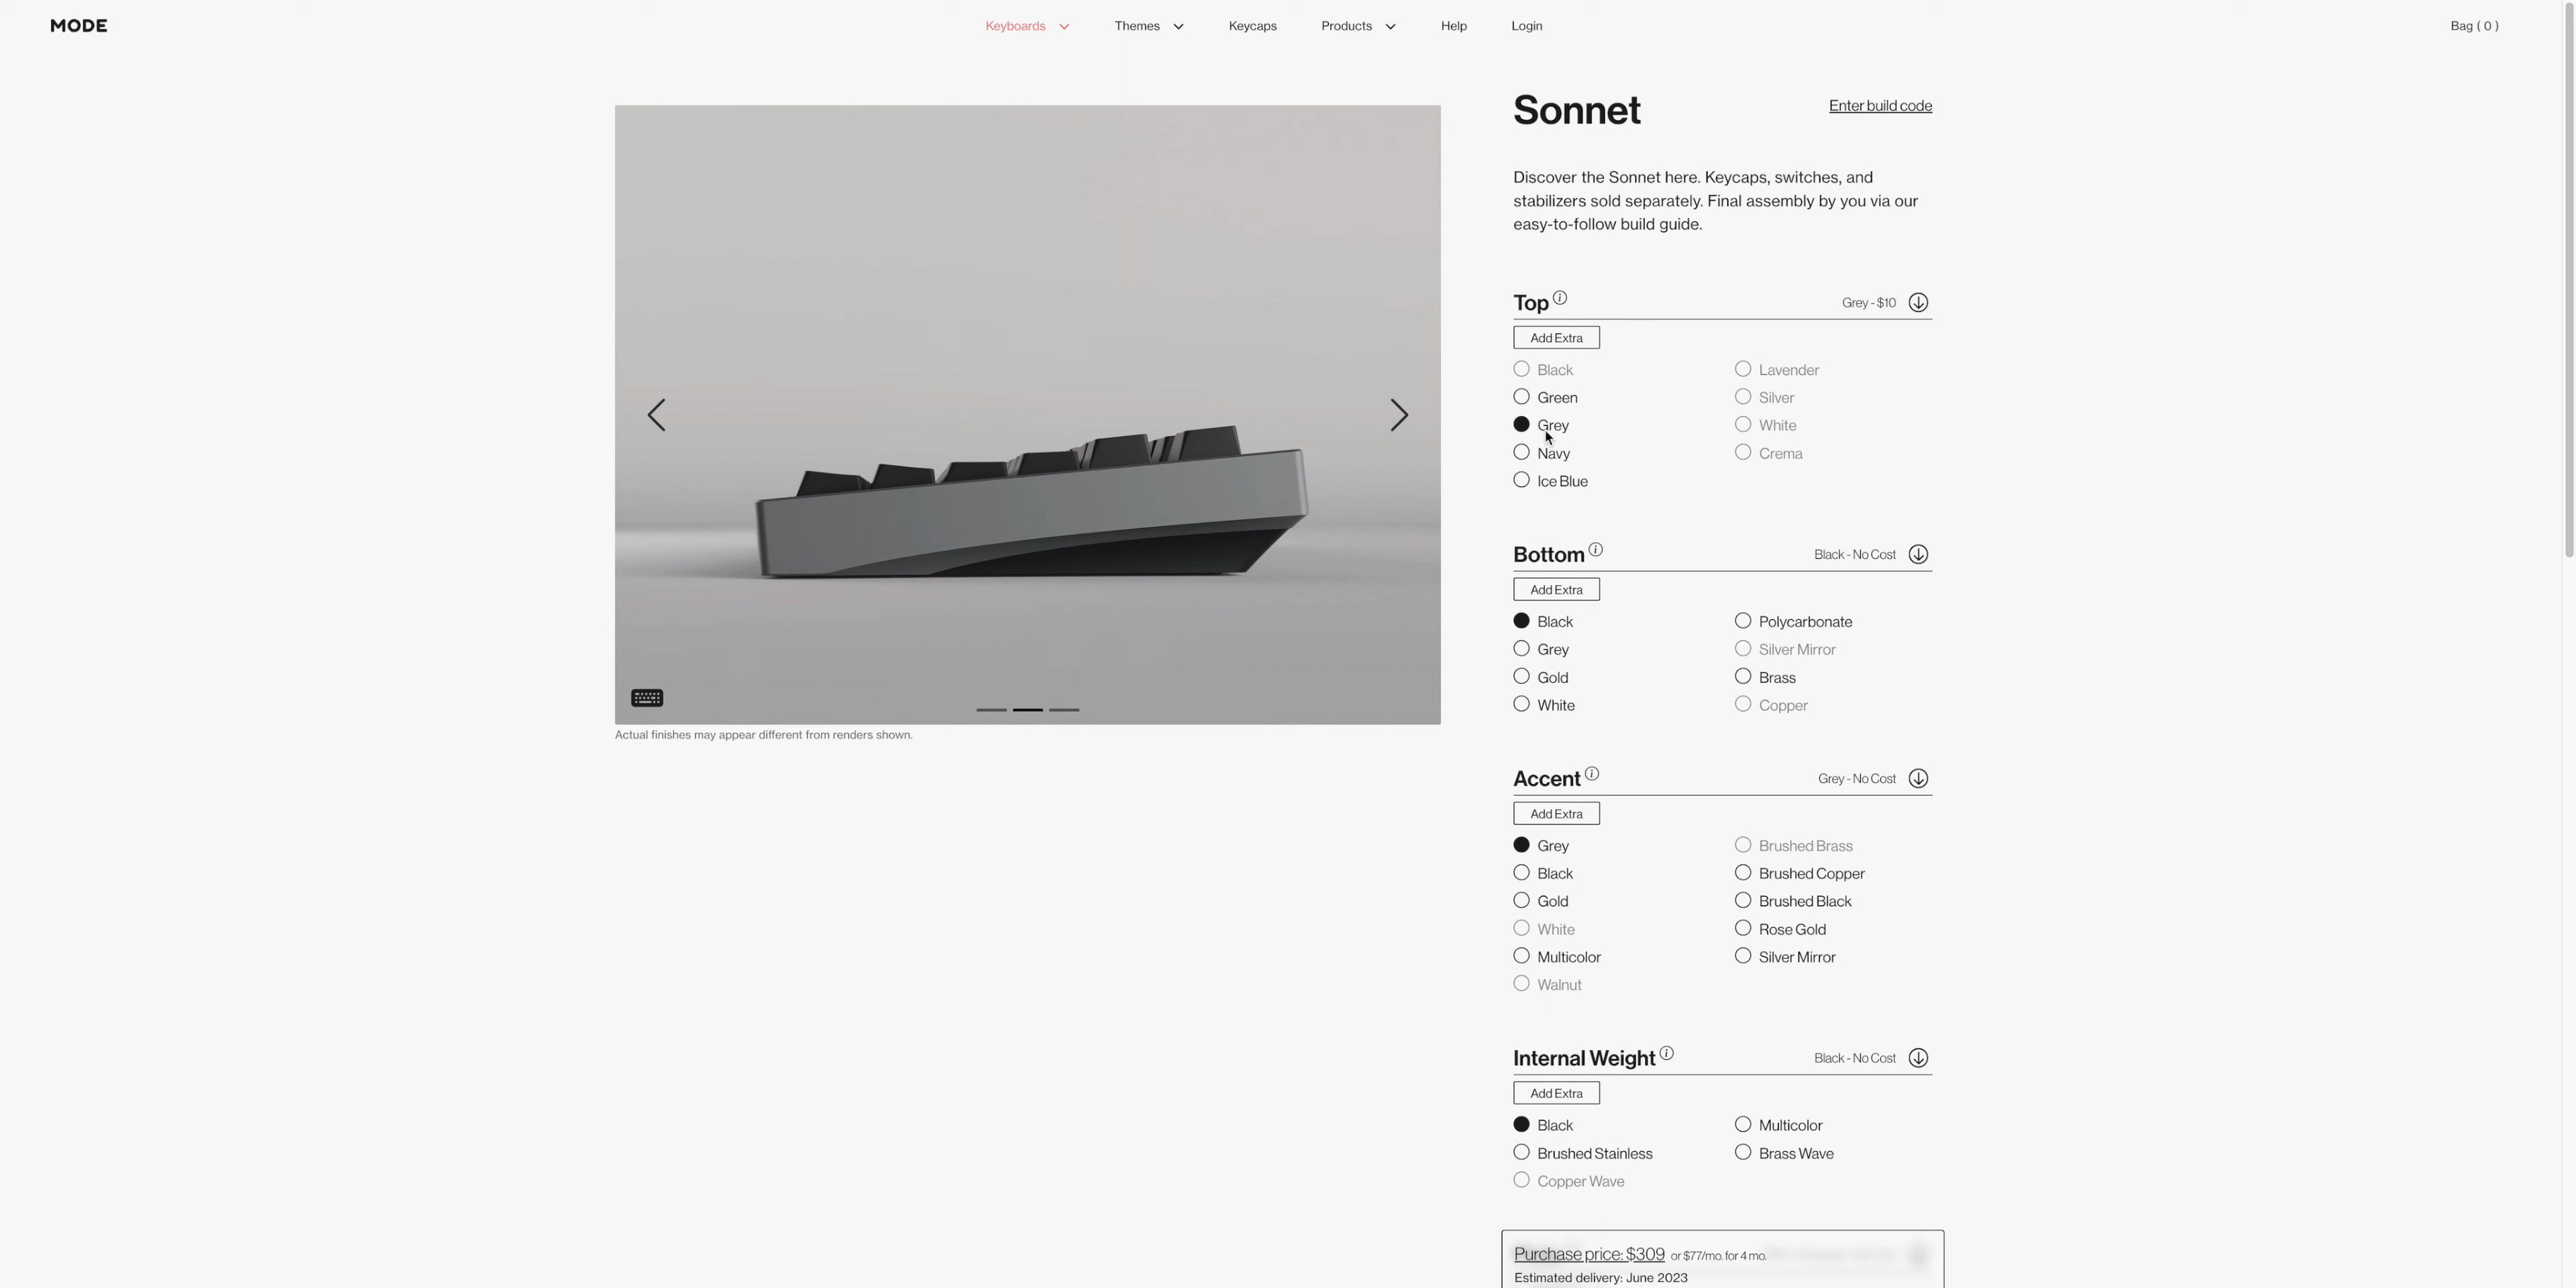 MODE
Keyboards
Themes
Keycaps
Products
Help
Login
Bag ( 0 )
Sonnet
Enter build code
Discover the Sonnet here. Keycaps, switches, and
stabilizers sold separately. Final assembly by you via our
easy-to-follow build guide.
Top
Grey - $10
Add Extra
Black
Green
Grey
Navy
Ice Blue
Lavender
Silver
White
Crema
Actual finishes may appear different from renders shown.
Bottom
Black - No Cost
Add Extra
Black
Grey
Gold
White
Polycarbonate
Silver Mirror
Brass
Copper
Accent
Grey - No Cost
Add Extra
Grey
Black
Gold
White
Multicolor
Walnut
Brushed Brass
Brushed Copper
Brushed Black
Rose Gold
Silver Mirror
Internal Weight
Black - No Cost
Add Extra
Black
Brushed Stainless
Copper Wave
Multicolor
Brass Wave
Purchase price: $309 or $77/mo. for 4 mo.
Estimated delivery: June 2023